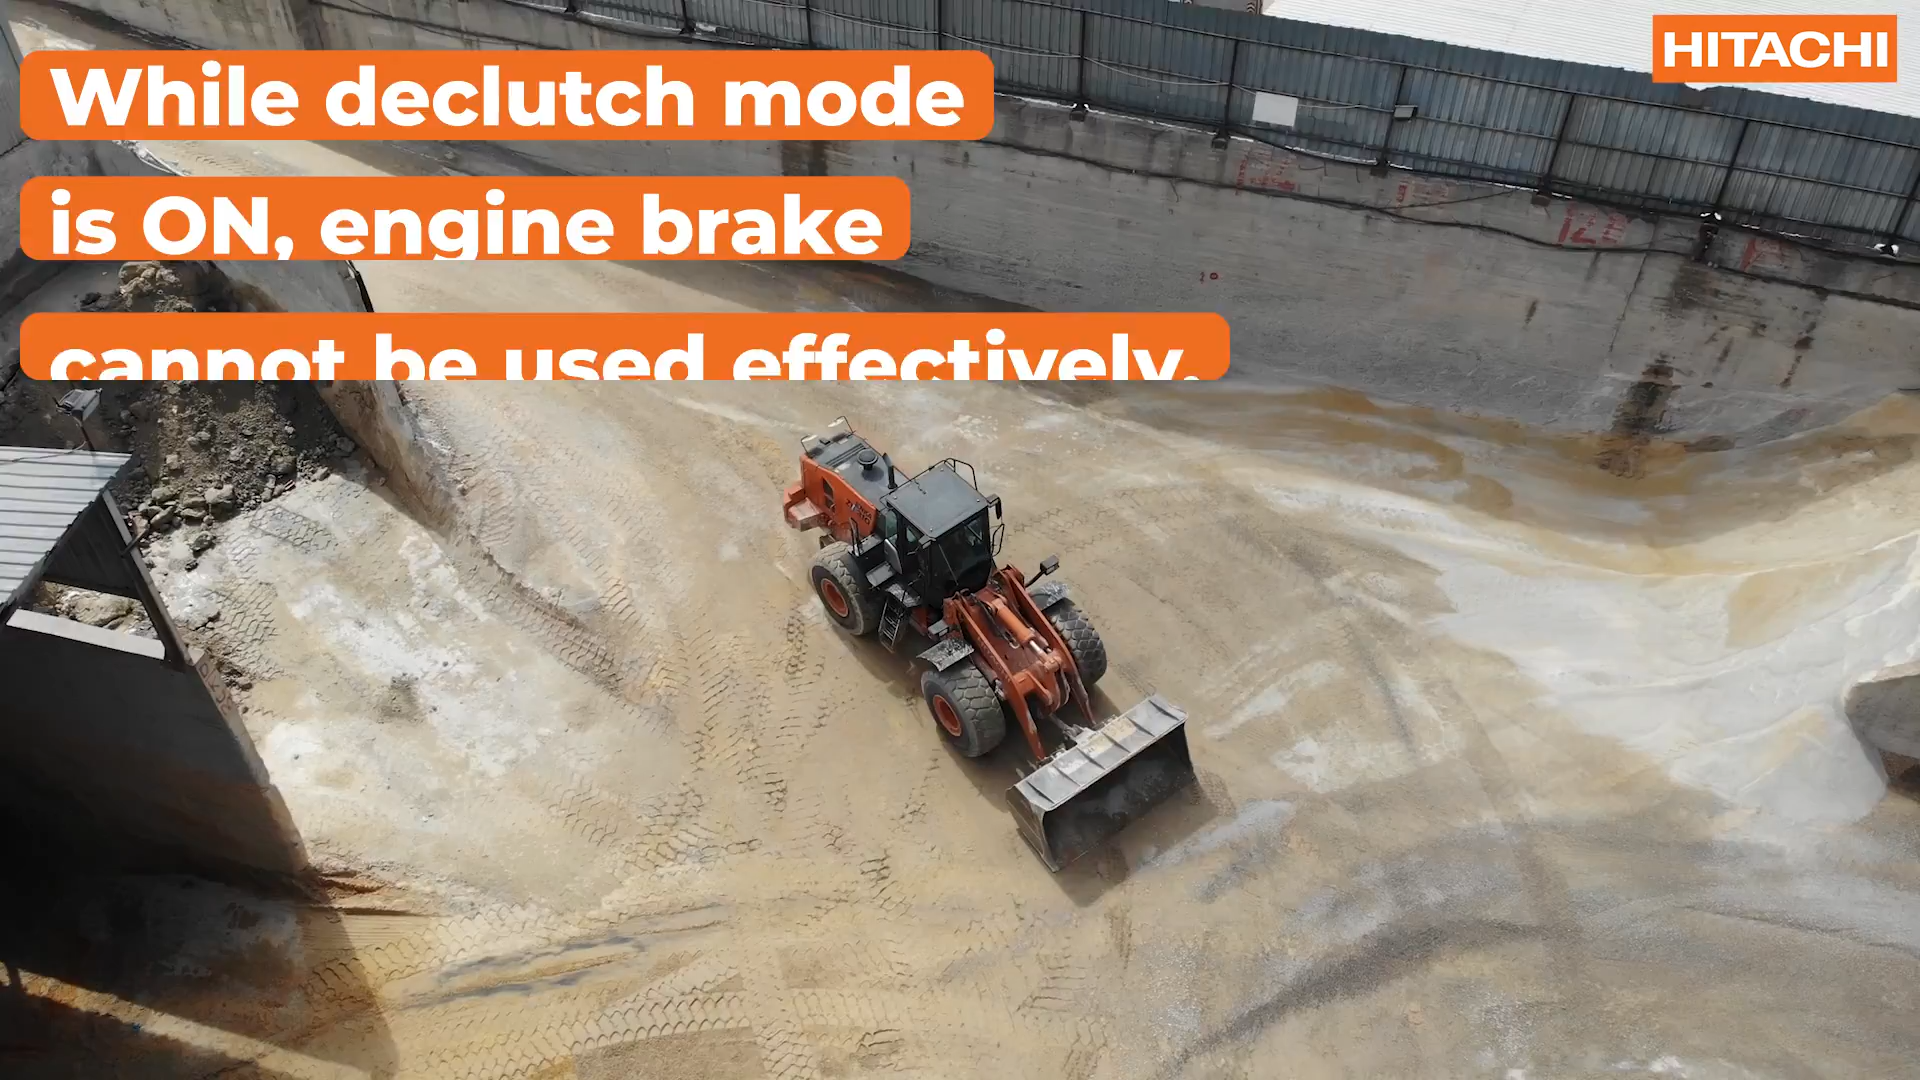 While declutch mode
is ON, engine brake
cannot be used effectively.
HITACHI